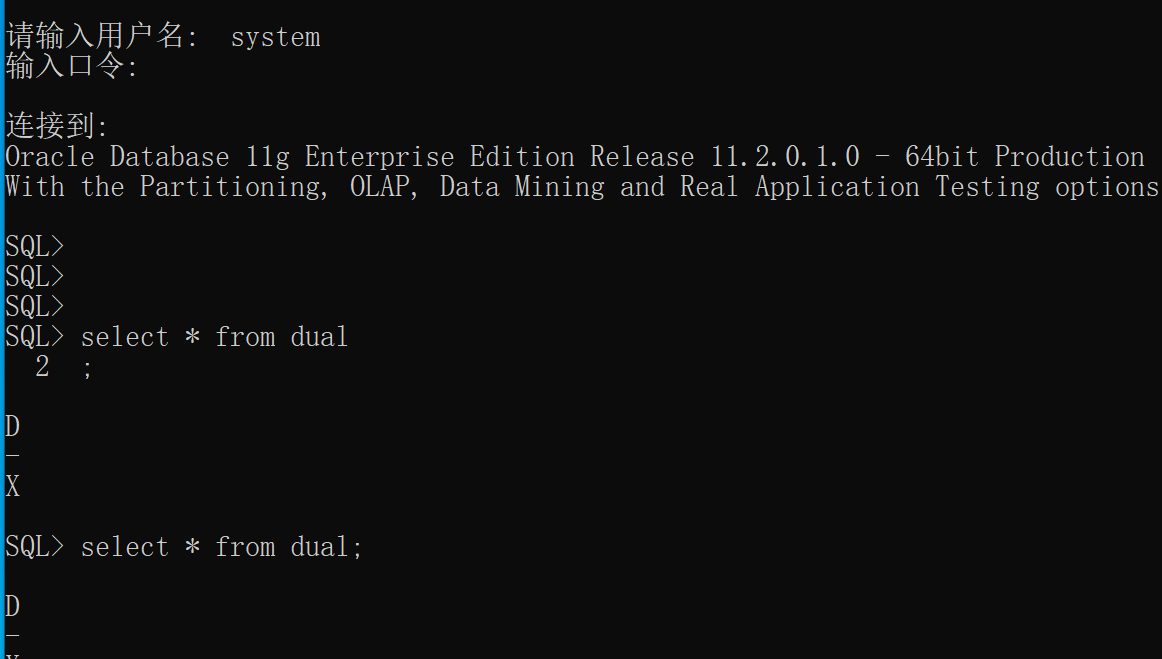 请输入用户名:  system
输入口令:
连接到:
Oracle Database 11g Enterprise Edition Release 11.2.0.1.0 - 64bit Production
With the Partitioning, OLAP, Data Mining and Real Application Testing options
SQL>
SQL>
SQL>
SQL> select * from dual
  2  ;
D
-
X
SQL> select * from dual;
D
-